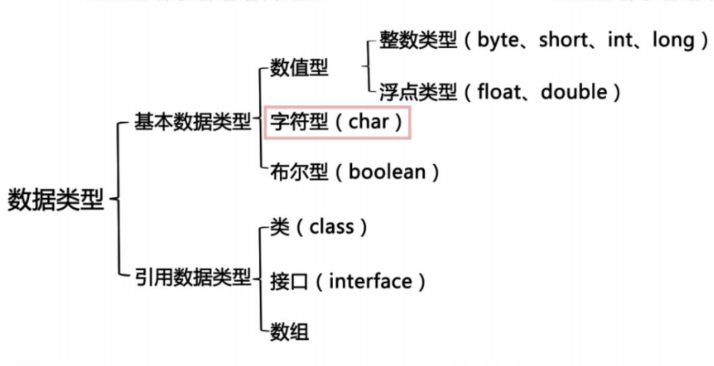 整数类型（byte、short、int、long）
数值型
浮点类型（float、double）
基本数据类型
字符型（char）
布尔型（boolean）
数据类型
类（class）
引用数据类型
接口（interface）
数组